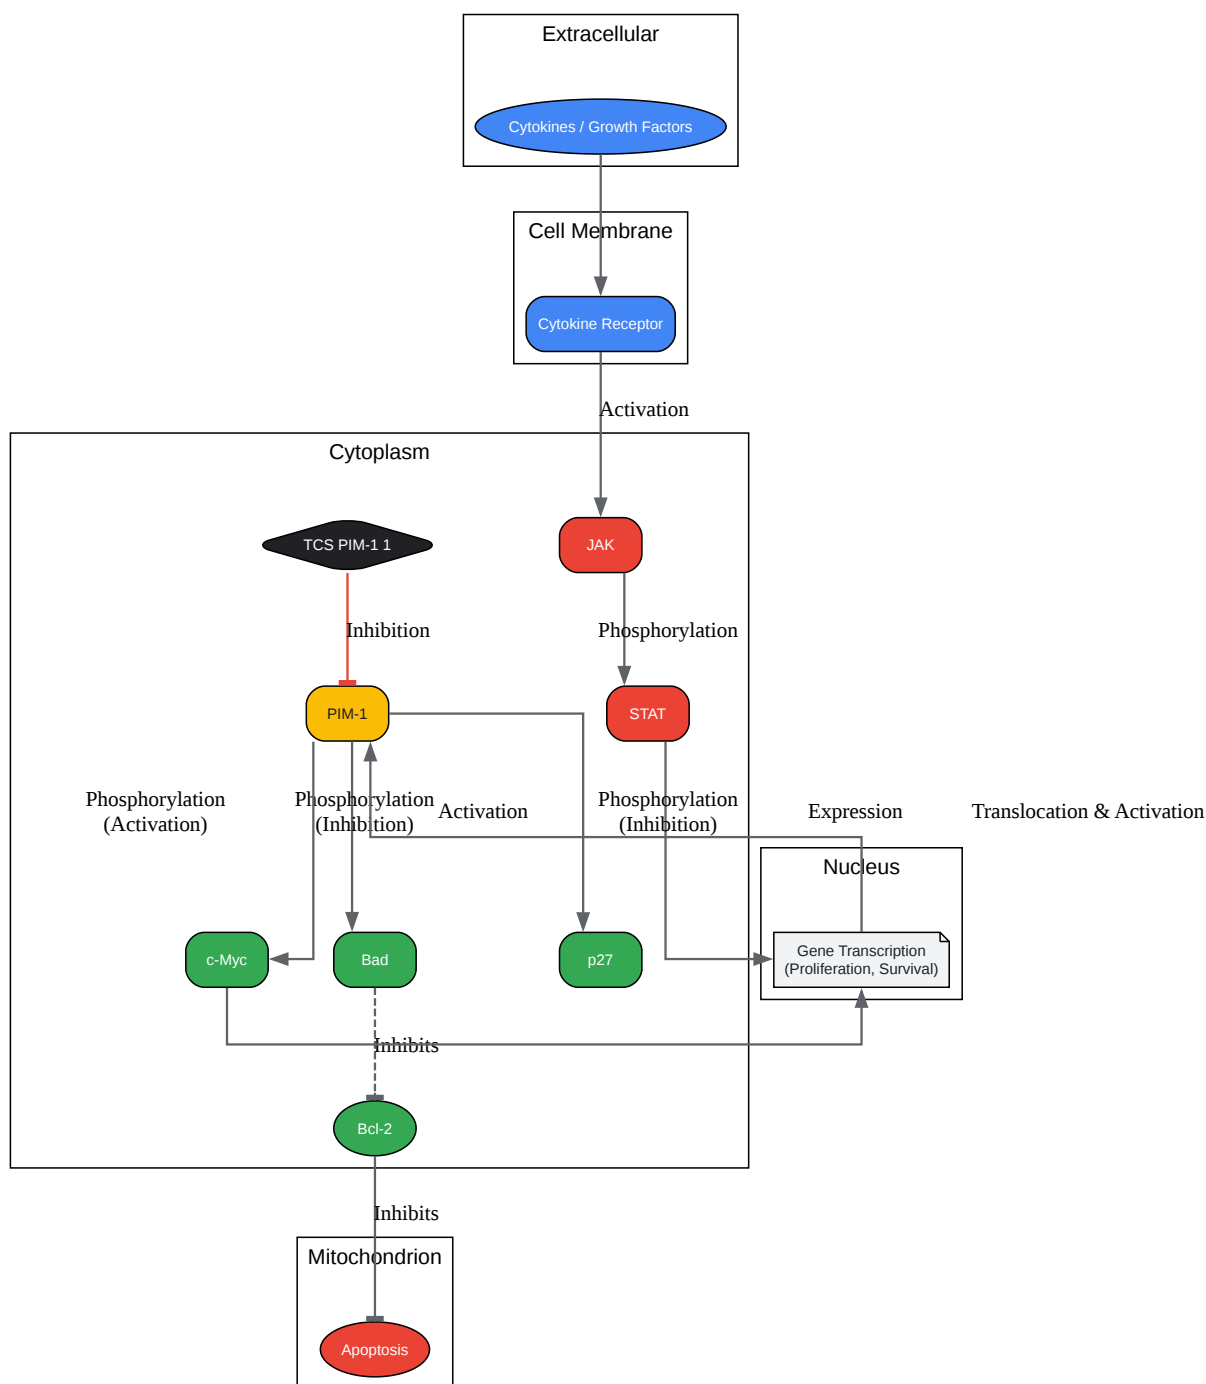 Extracellular
Cytokines / Growth Factors
Cell Membrane
Cytokine Receptor
Activation
Cytoplasm
TCS PIM-1 1
JAK
Inhibition
Phosphorylation
PIM-1
STAT
Phosphorylation
(Activation)
Phosphorylation
(Inhibition)
Activation
Phosphorylation
(Inhibition)
Expression
Translocation & Activation
Nucleus
c-Myc
Bad
p27
Gene Transcription
(Proliferation, Survival)
Inhibits
Bcl-2
Inhibits
Mitochondrion
Apoptosis